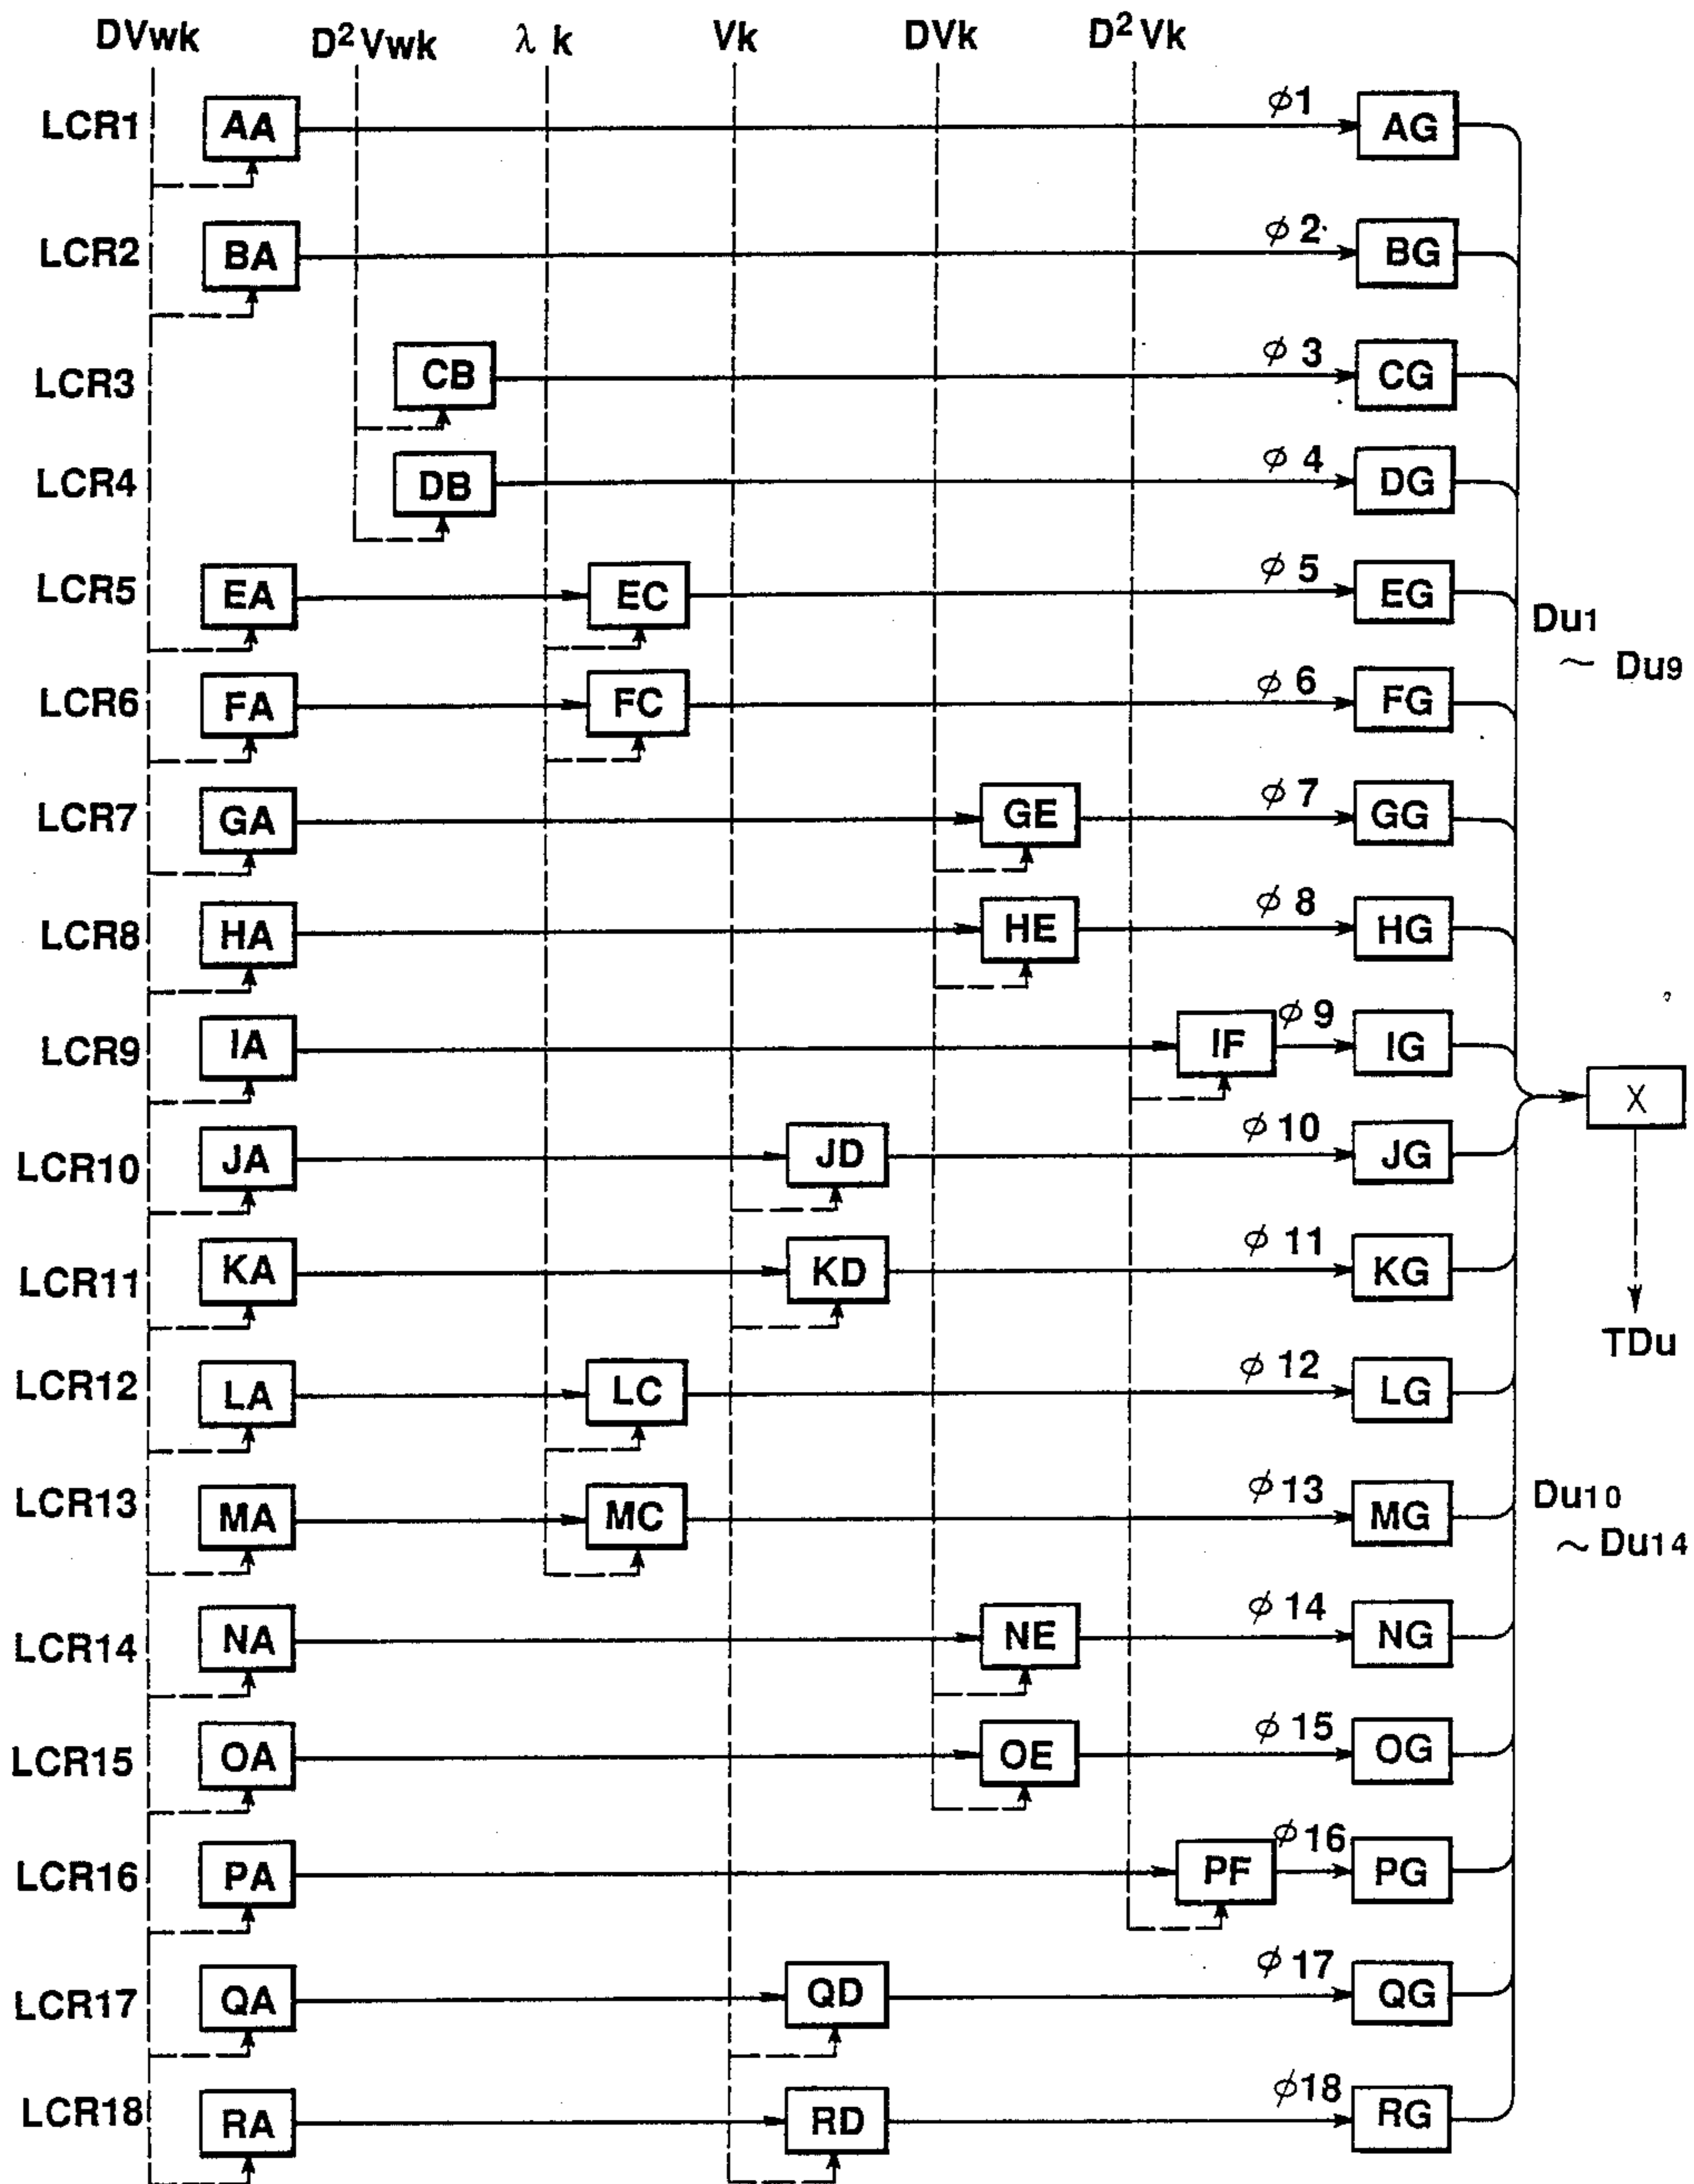 DVwk D²Vwk λk Vk DVk D²Vk
LCR1 AA φ1 AG
LCR2 BA φ2 BG
LCR3 CB φ3 CG
LCR4 DB φ4 DG
LCR5 EA EC φ5 EG
Du1 ~ Du9
LCR6 FA FC φ6 FG
LCR7 GA GE φ7 GG
LCR8 HA HE φ8 HG
LCR9 IA IF φ9 IG
X
LCR10 JA JD φ10 JG
LCR11 KA KD φ11 KG
TDu
LCR12 LA LC φ12 LG
LCR13 MA MC φ13 MG
Du10 ~ Du14
LCR14 NA NE φ14 NG
LCR15 OA OE φ15 OG
LCR16 PA PF φ16 PG
LCR17 QA QD φ17 QG
LCR18 RA RD φ18 RG